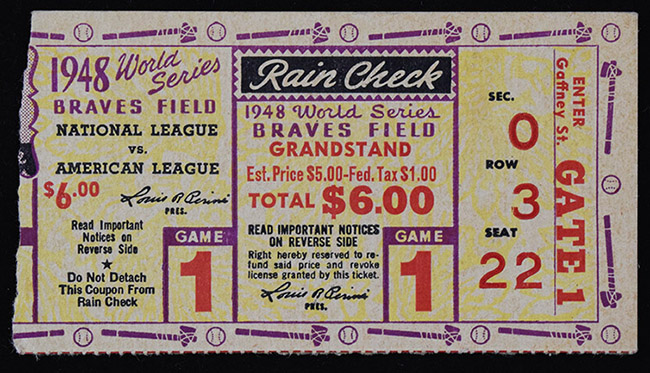 1948 World Series
BRAVES FIELD
NATIONAL LEAGUE
vs.
AMERICAN LEAGUE
$6.00
Louis R. Perini
PRES.
Read Important
Notices on
Reverse Side
★
Do Not Detach
This Coupon From
Rain Check
GAME
1
Rain Check
1948 World Series
BRAVES FIELD
GRANDSTAND
Est. Price $5.00-Fed. Tax $1.00
TOTAL $6.00
READ IMPORTANT NOTICES
ON REVERSE SIDE
Right hereby reserved to re-
fund said price and revoke
license granted by this ticket.
Louis R. Perini
PRES.
GAME
1
SEC.
0
ROW
3
SEAT
22
ENTER
Gaffney St.
GATE 1